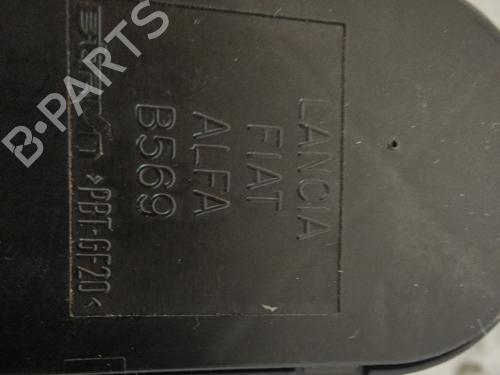 LANCIA
FIAT
ALFA
B569
>PBT-GF20<
B-PARTS